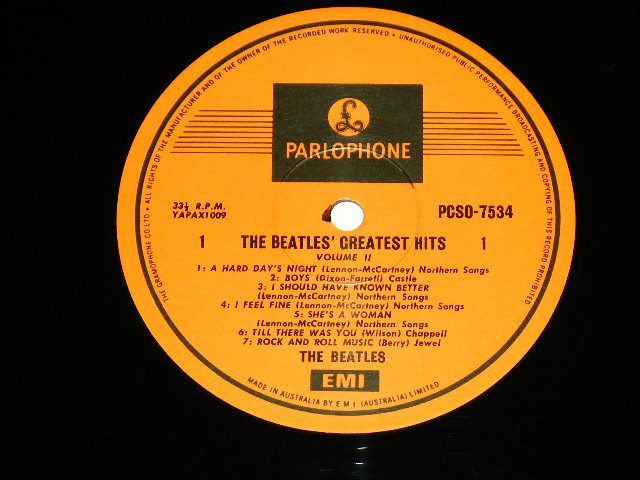 THE GRAMOPHONE CO LTD • ALL RIGHTS OF THE MANUFACTURER AND OF THE OWNER OF THE RECORDED WORK RESERVED • UNAUTHORISED PUBLIC PERFORMANCE BROADCASTING AND COPYING OF THIS RECORD PROHIBITED
£
PARLOPHONE
33⅓ R.P.M.
YAPAX1009
PCSO-7534
1 THE BEATLES' GREATEST HITS 1
VOLUME II
1: A HARD DAY'S NIGHT (Lennon-McCartney) Northern Songs
2: BOYS (Dixon-Farrell) Castle
3: I SHOULD HAVE KNOWN BETTER
(Lennon-McCartney) Northern Songs
4: I FEEL FINE (Lennon-McCartney) Northern Songs
5: SHE'S A WOMAN
(Lennon-McCartney) Northern Songs
6: TILL THERE WAS YOU (Wilson) Chappell
7: ROCK AND ROLL MUSIC (Berry) Jewel
THE BEATLES
EMI
MADE IN AUSTRALIA BY E M I (AUSTRALIA) LIMITED